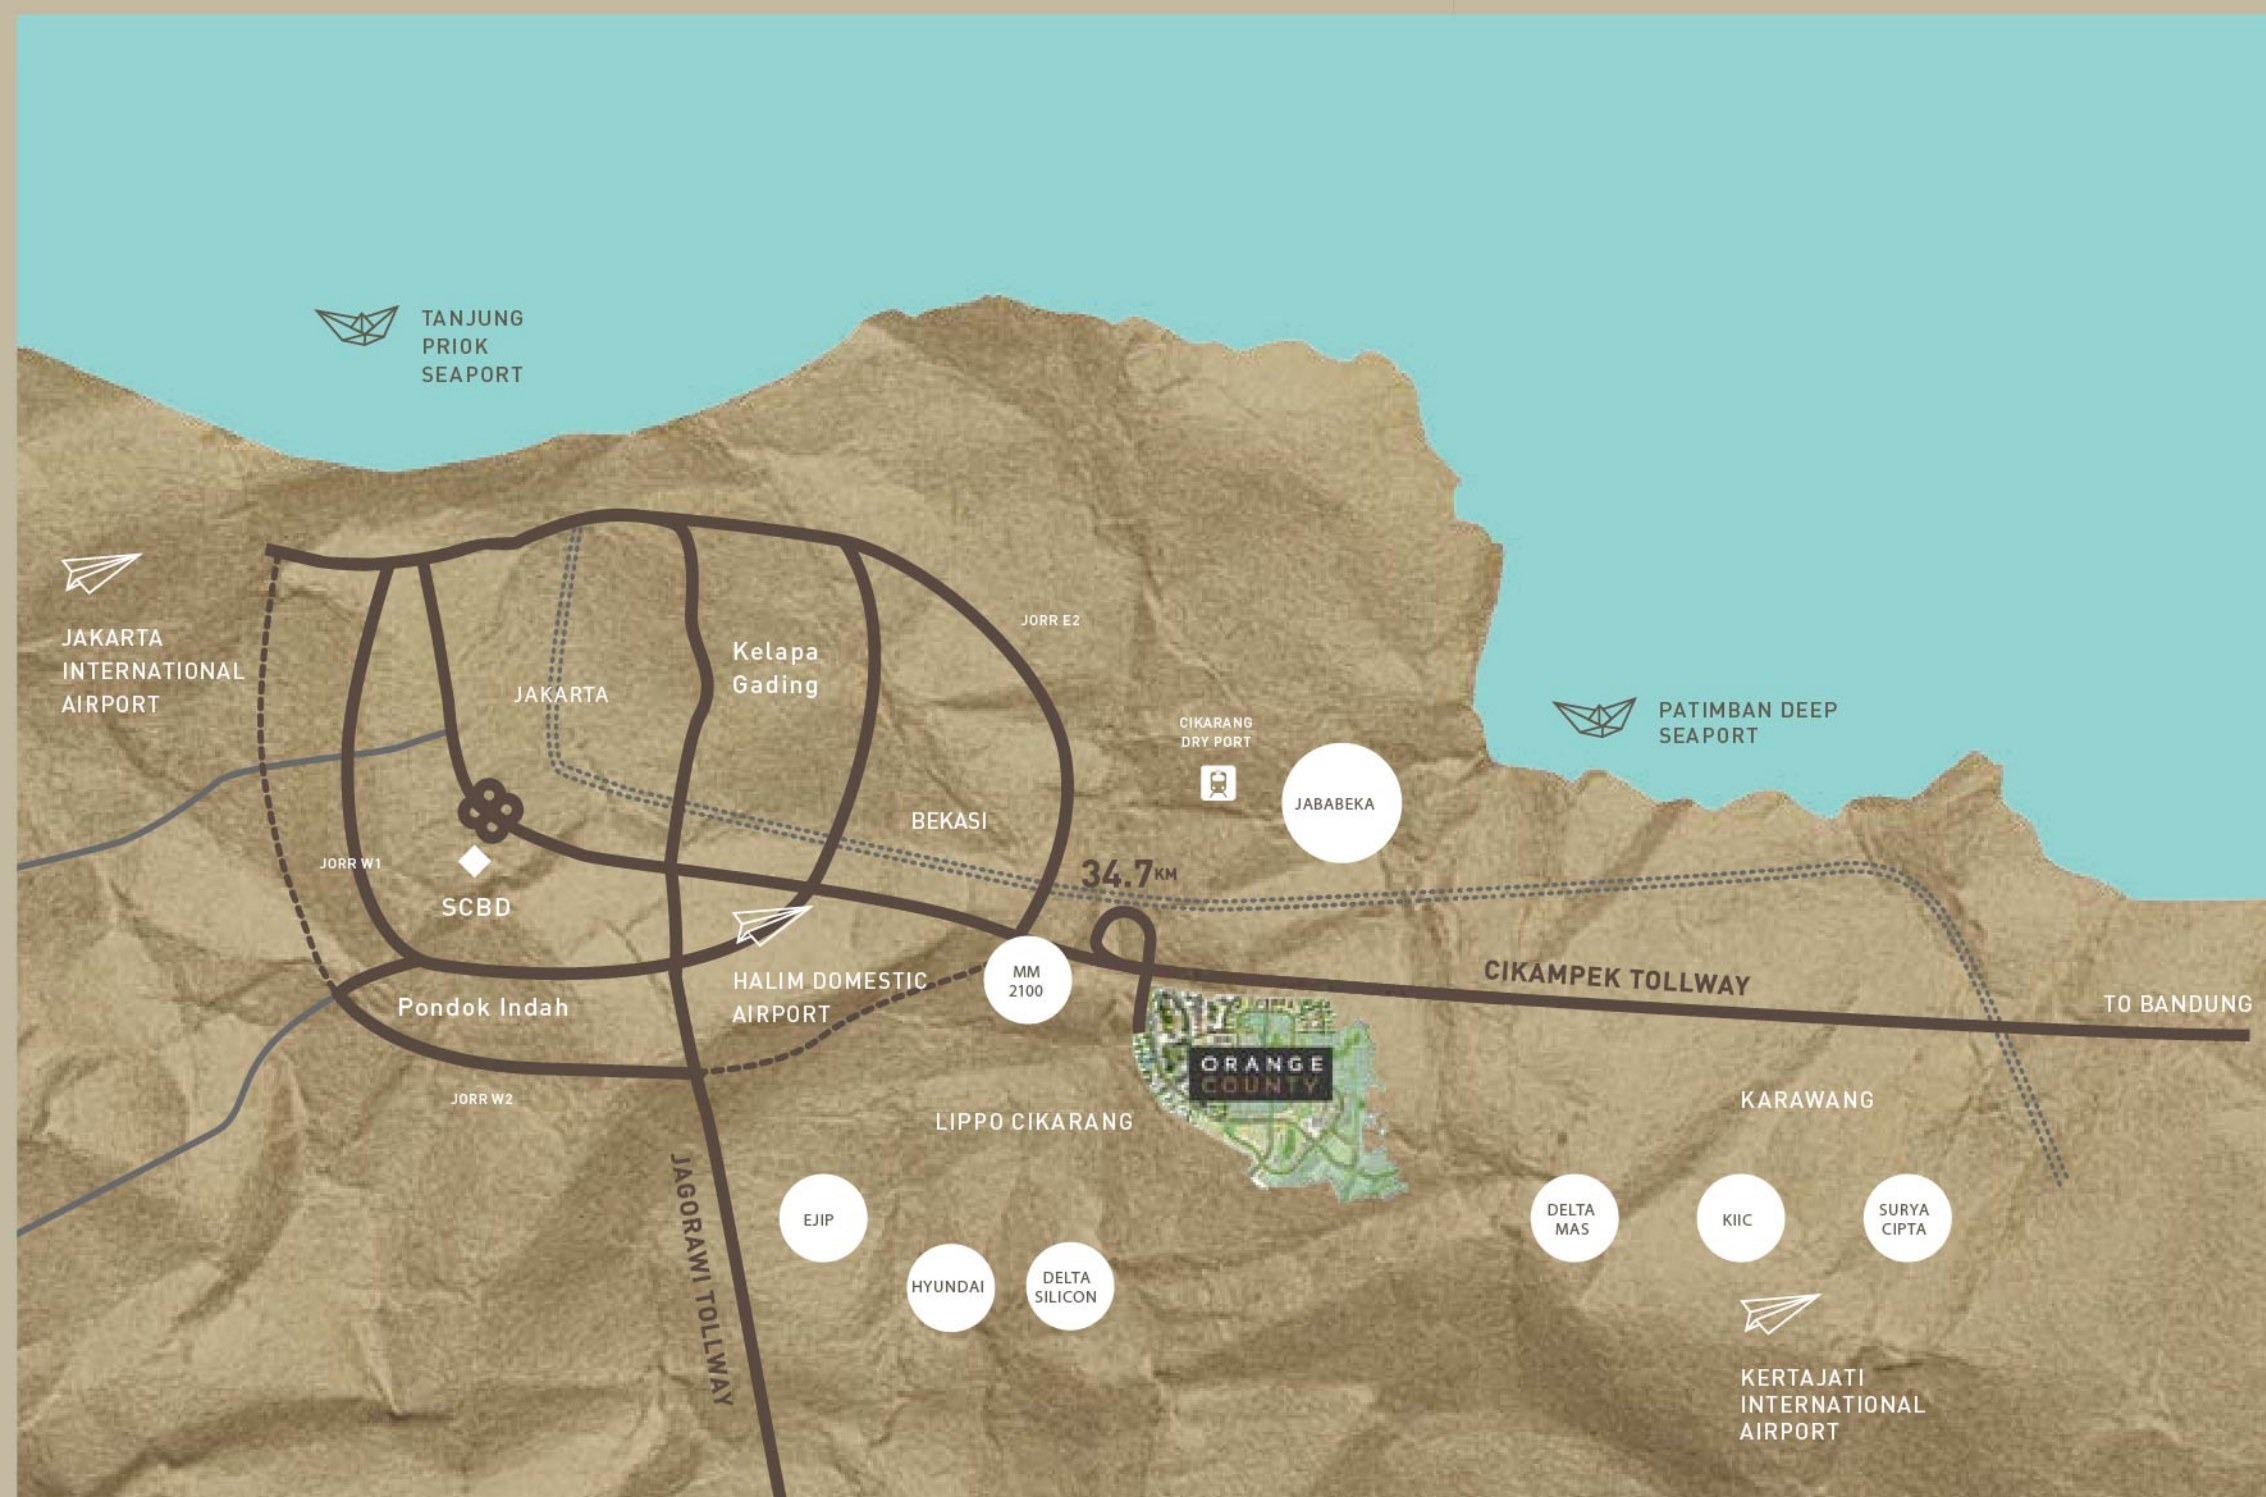 TANJUNG
PRIOK
SEAPORT
JAKARTA
INTERNATIONAL
AIRPORT
JORR E2
Kelapa
Gading
JAKARTA
CIKARANG
DRY PORT
PATIMBAN DEEP
SEAPORT
JABABEKA
BEKASI
JORR W1
34.7KM
SCBD
HALIM DOMESTIC
AIRPORT
MM
2100
CIKAMPEK TOLLWAY
TO BANDUNG
Pondok Indah
ORANGE
COUNTY
JORR W2
LIPPO CIKARANG
KARAWANG
JAGORAWI TOLLWAY
EJIP
HYUNDAI
DELTA
SILICON
DELTA
MAS
KIIC
SURYA
CIPTA
KERTAJATI
INTERNATIONAL
AIRPORT